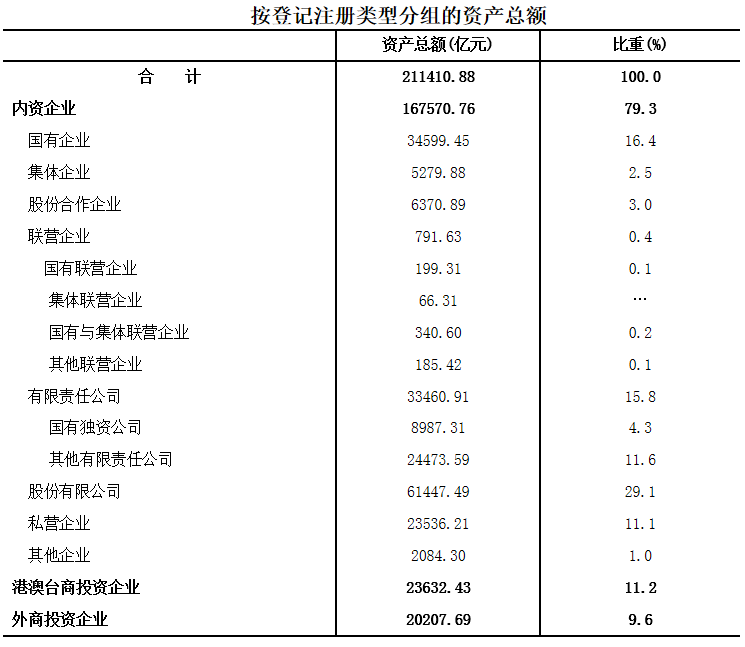 按登记注册类型分组的资产总额
资产总额(亿元) 比重(%)
合 计 211410.88 100.0
内资企业 167570.76 79.3
国有企业 34599.45 16.4
集体企业 5279.88 2.5
股份合作企业 6370.89 3.0
联营企业 791.63 0.4
国有联营企业 199.31 0.1
集体联营企业 66.31 …
国有与集体联营企业 340.60 0.2
其他联营企业 185.42 0.1
有限责任公司 33460.91 15.8
国有独资公司 8987.31 4.3
其他有限责任公司 24473.59 11.6
股份有限公司 61447.49 29.1
私营企业 23536.21 11.1
其他企业 2084.30 1.0
港澳台商投资企业 23632.43 11.2
外商投资企业 20207.69 9.6